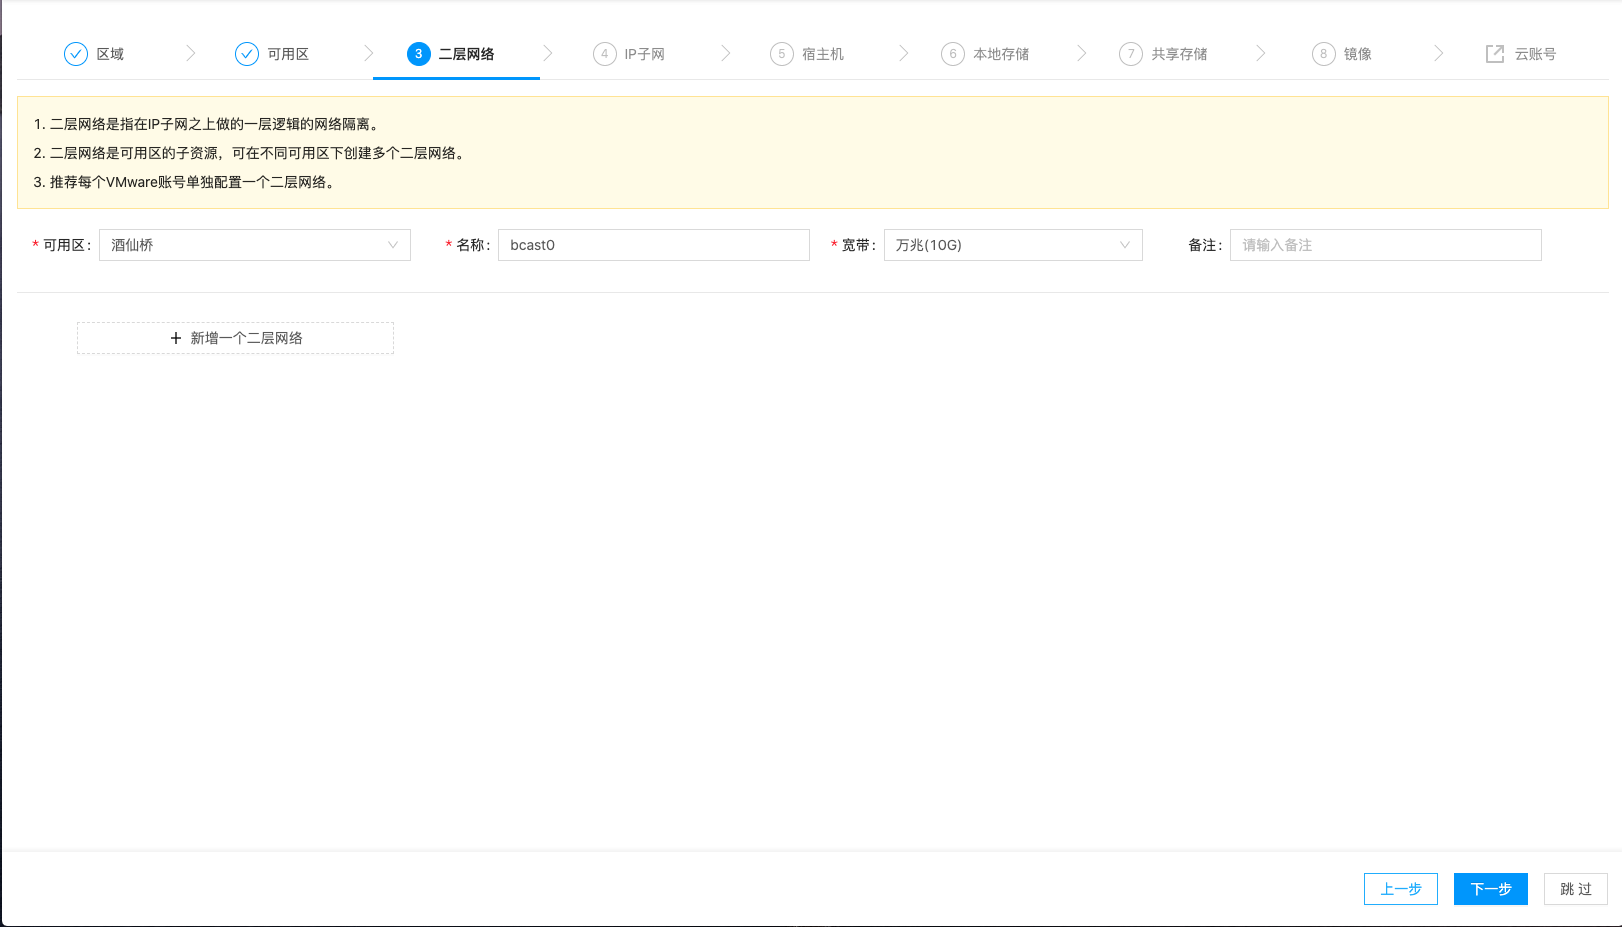 区域 可用区 3 二层网络 4 IP子网 5 宿主机 6 本地存储 7 共享存储 8 镜像 云账号
1. 二层网络是指在IP子网之上做的一层逻辑的网络隔离。
2. 二层网络是可用区的子资源，可在不同可用区下创建多个二层网络。
3. 推荐每个VMware账号单独配置一个二层网络。
* 可用区： 酒仙桥 * 名称： bcast0 * 宽带： 万兆(10G) 备注： 请输入备注
+ 新增一个二层网络
上一步 下一步 跳 过